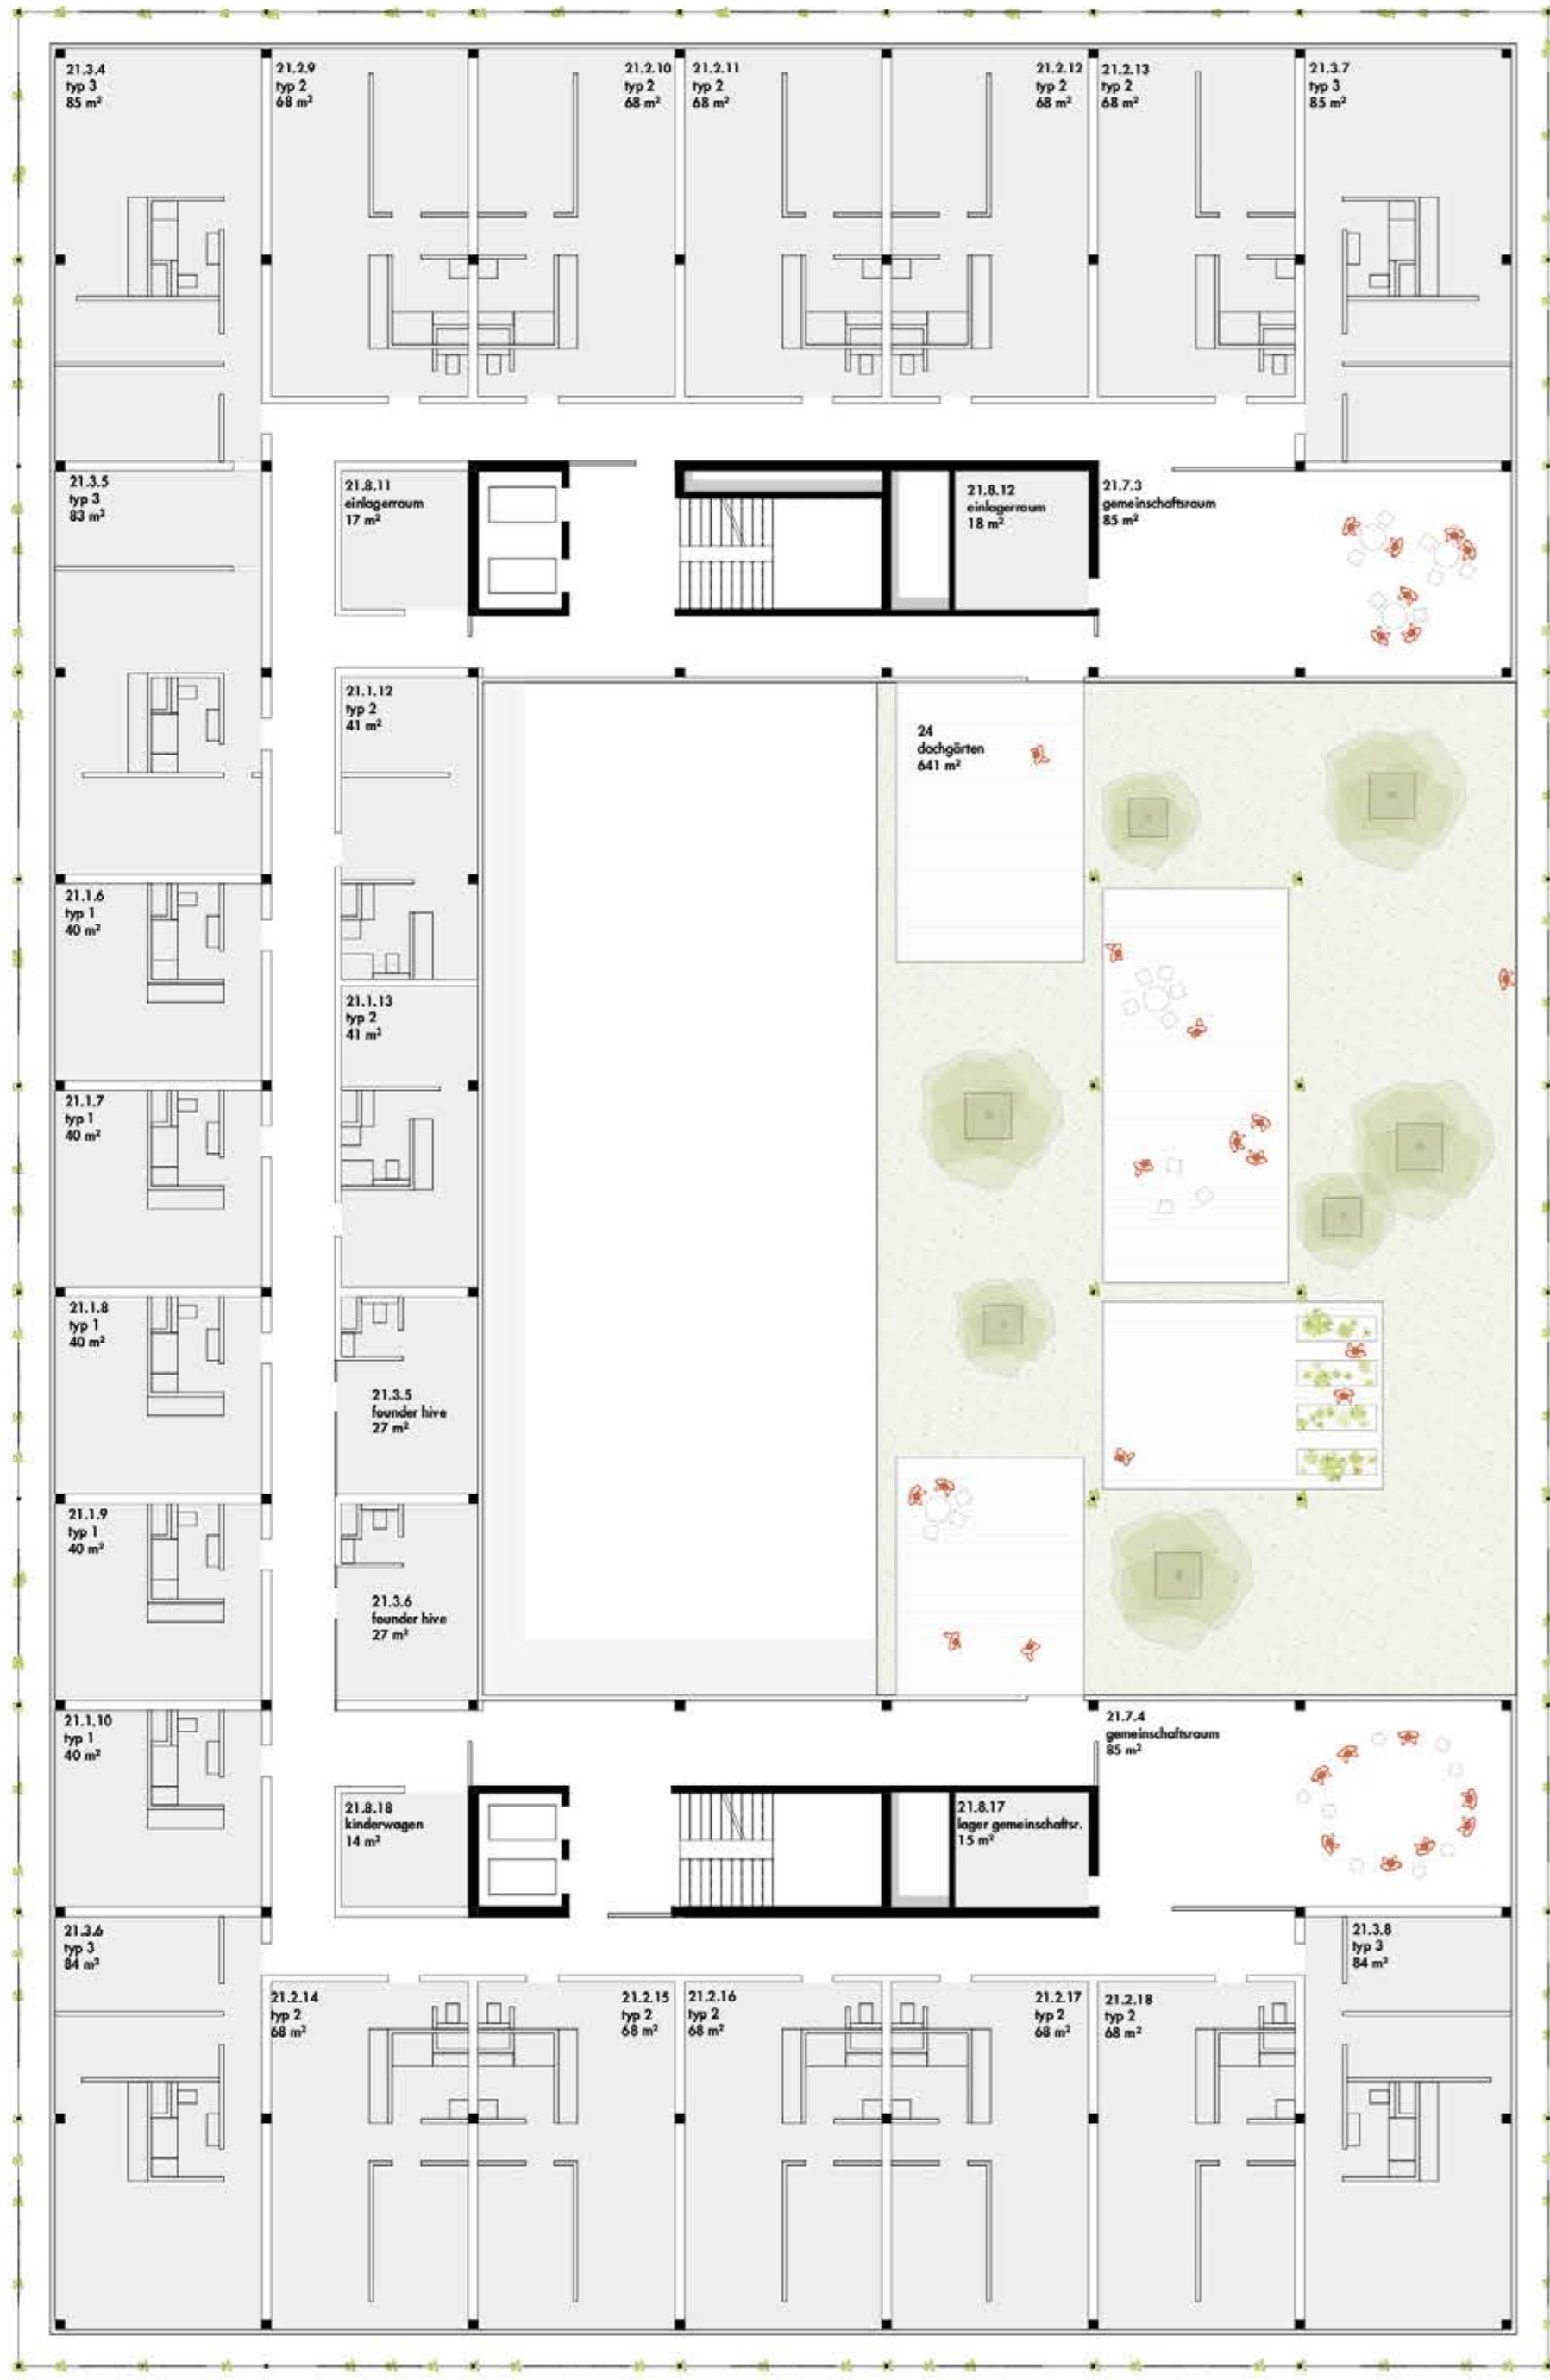 21.3.4
typ 3
85 m²
21.2.9
typ 2
68 m²
21.2.10
typ 2
68 m²
21.2.11
typ 2
68 m²
21.2.12
typ 2
68 m²
21.2.13
typ 2
68 m²
21.3.7
typ 3
85 m²
21.3.5
typ 3
83 m²
21.8.11
einlagerraum
17 m²
21.8.12
einlagerraum
18 m²
21.7.3
gemeinschaftsraum
85 m²
21.1.12
typ 2
41 m²
24
dachgärten
641 m²
21.1.6
typ 1
40 m²
21.1.13
typ 2
41 m²
21.1.7
typ 1
40 m²
21.1.8
typ 1
40 m²
21.3.5
founder hive
27 m²
21.1.9
typ 1
40 m²
21.3.6
founder hive
27 m²
21.1.10
typ 1
40 m²
21.7.4
gemeinschaftsraum
85 m²
21.8.18
kinderwagen
14 m²
21.8.17
lager gemeinschaftsr.
15 m²
21.3.6
typ 3
84 m²
21.3.8
typ 3
84 m²
21.2.14
typ 2
68 m²
21.2.15
typ 2
68 m²
21.2.16
typ 2
68 m²
21.2.17
typ 2
68 m²
21.2.18
typ 2
68 m²